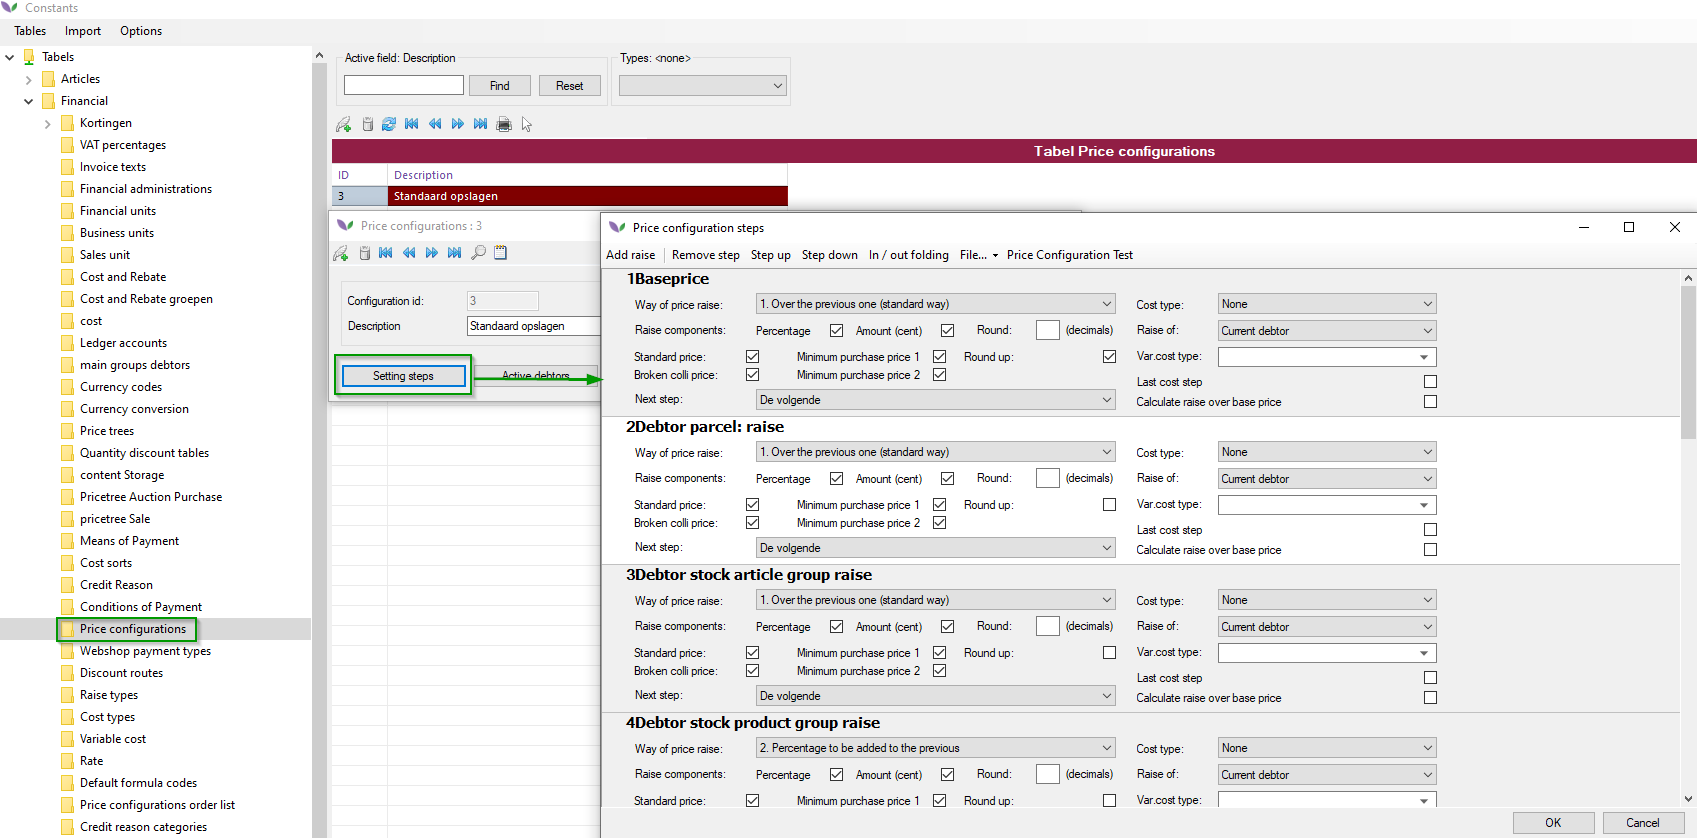 Constants
Tables Import Options
Tabels
Articles
Financial
Kortingen
VAT percentages
Invoice texts
Financial administrations
Financial units
Business units
Sales unit
Cost and Rebate
Cost and Rebate groepen
cost
Ledger accounts
main groups debtors
Currency codes
Currency conversion
Price trees
Quantity discount tables
content Storage
Pricetree Auction Purchase
pricetree Sale
Means of Payment
Cost sorts
Credit Reason
Conditions of Payment
Price configurations
Webshop payment types
Discount routes
Raise types
Cost types
Variable cost
Rate
Default formula codes
Price configurations order list
Credit reason categories
Active field: Description
Find Reset
Types: <none>
Tabel Price configurations
ID Description
3 Standaard opslagen
Price configurations : 3
Configuration id: 3
Description Standaard opslagen
Setting steps Active debtors
Price configuration steps
Add raise Remove step Step up Step down In / out folding File... Price Configuration Test
1Baseprice
Way of price raise: 1. Over the previous one (standard way) Cost type: None
Raise components: Percentage Amount (cent) Round: (decimals) Raise of: Current debtor
Standard price: Minimum purchase price 1 Round up: Var.cost type:
Broken colli price: Minimum purchase price 2
Last cost step
Next step: De volgende Calculate raise over base price
2Debtor parcel: raise
Way of price raise: 1. Over the previous one (standard way) Cost type: None
Raise components: Percentage Amount (cent) Round: (decimals) Raise of: Current debtor
Standard price: Minimum purchase price 1 Round up: Var.cost type:
Broken colli price: Minimum purchase price 2
Last cost step
Next step: De volgende Calculate raise over base price
3Debtor stock article group raise
Way of price raise: 1. Over the previous one (standard way) Cost type: None
Raise components: Percentage Amount (cent) Round: (decimals) Raise of: Current debtor
Standard price: Minimum purchase price 1 Round up: Var.cost type:
Broken colli price: Minimum purchase price 2
Last cost step
Next step: De volgende Calculate raise over base price
4Debtor stock product group raise
Way of price raise: 2. Percentage to be added to the previous Cost type: None
Raise components: Percentage Amount (cent) Round: (decimals) Raise of: Current debtor
Standard price: Minimum purchase price 1 Round up: Var.cost type:
OK Cancel